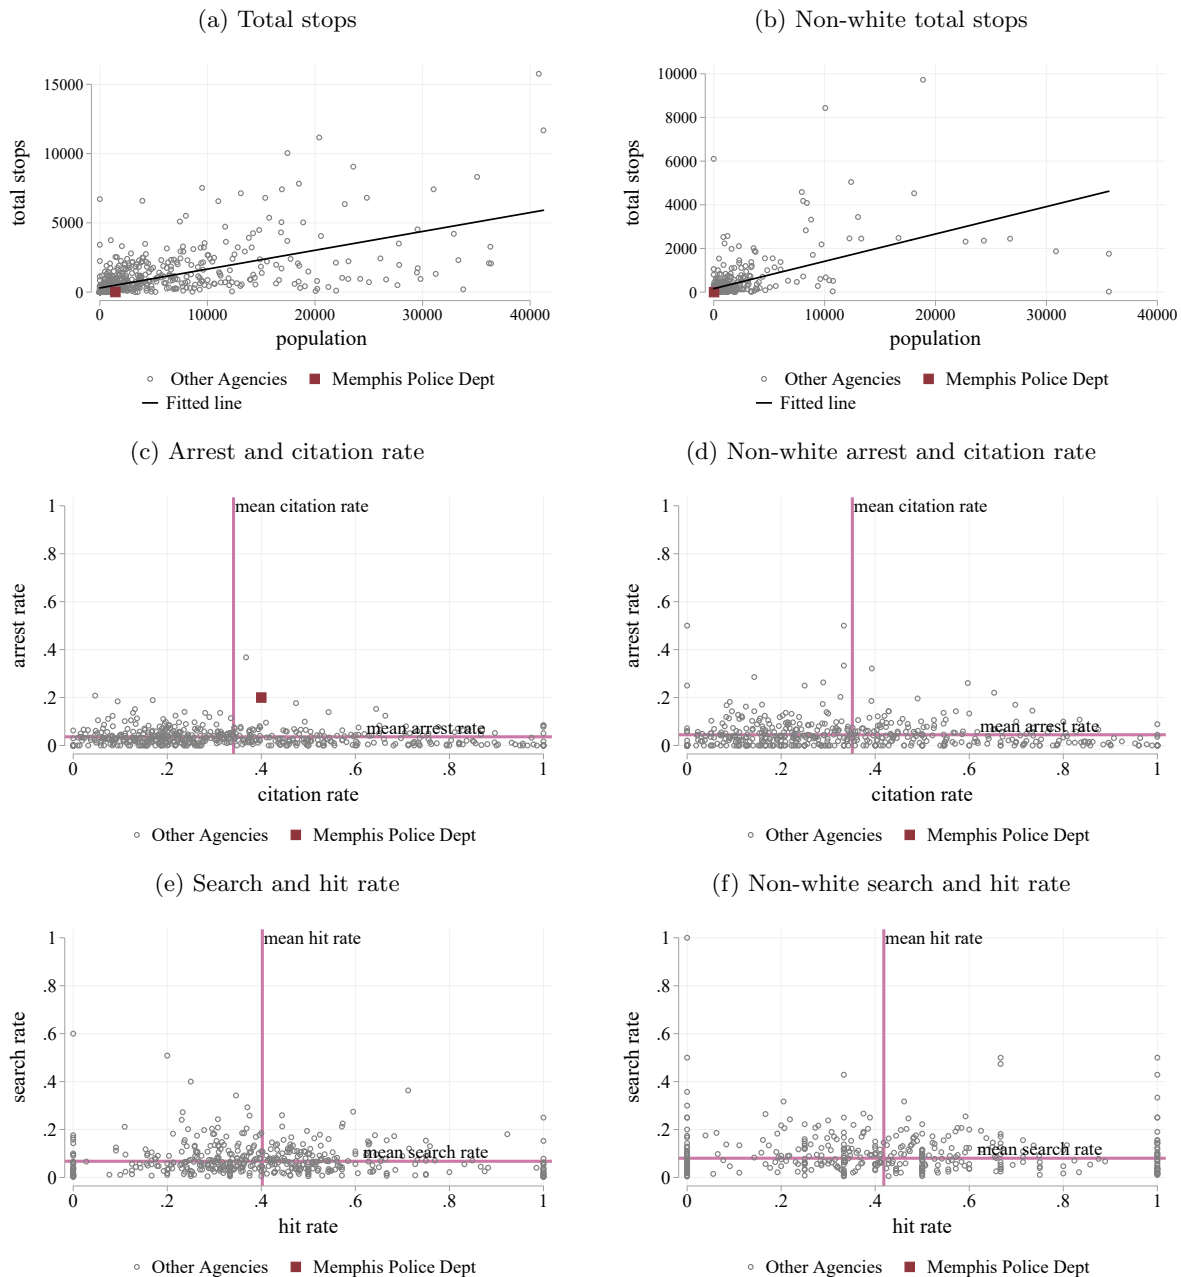 (a) Total stops
(b) Non-white total stops
15000
10000
5000
0
total stops
0 10000 20000 30000 40000
population
Other Agencies Memphis Police Dept
Fitted line
10000
8000
6000
4000
2000
0
total stops
0 10000 20000 30000 40000
population
Other Agencies Memphis Police Dept
Fitted line
(c) Arrest and citation rate
(d) Non-white arrest and citation rate
1
.8
.6
.4
.2
0
arrest rate
mean citation rate
mean arrest rate
0 .2 .4 .6 .8 1
citation rate
Other Agencies Memphis Police Dept
1
.8
.6
.4
.2
0
arrest rate
mean citation rate
mean arrest rate
0 .2 .4 .6 .8 1
citation rate
Other Agencies Memphis Police Dept
(e) Search and hit rate
(f) Non-white search and hit rate
1
.8
.6
.4
.2
0
search rate
mean hit rate
mean search rate
0 .2 .4 .6 .8 1
hit rate
Other Agencies Memphis Police Dept
1
.8
.6
.4
.2
0
search rate
mean hit rate
mean search rate
0 .2 .4 .6 .8 1
hit rate
Other Agencies Memphis Police Dept